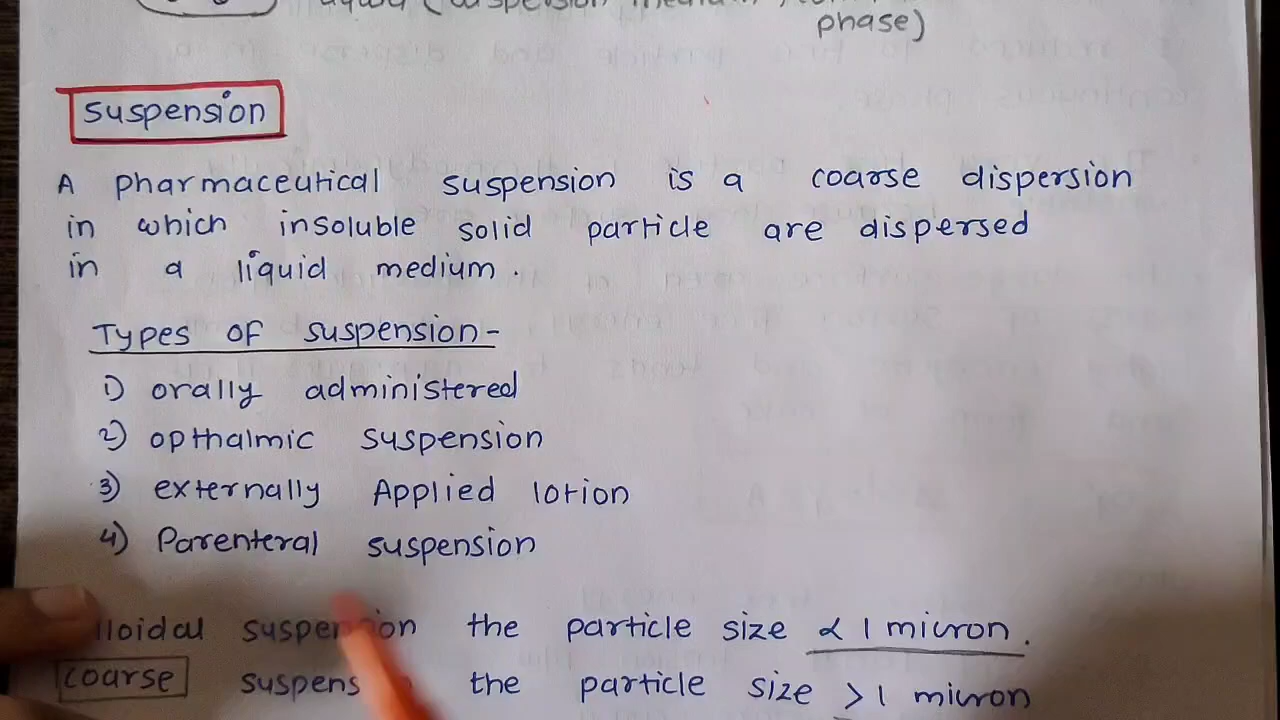 phase)
suspension
A pharmaceutical suspension is a coarse dispersion
in which insoluble solid particle are dispersed
in a liquid medium.
Types of suspension-
1) orally administered
2) opthalmic suspension
3) externally Applied lotion
4) Parenteral suspension
suspension the particle size < 1 micron.
coarse the particle size > 1 micron